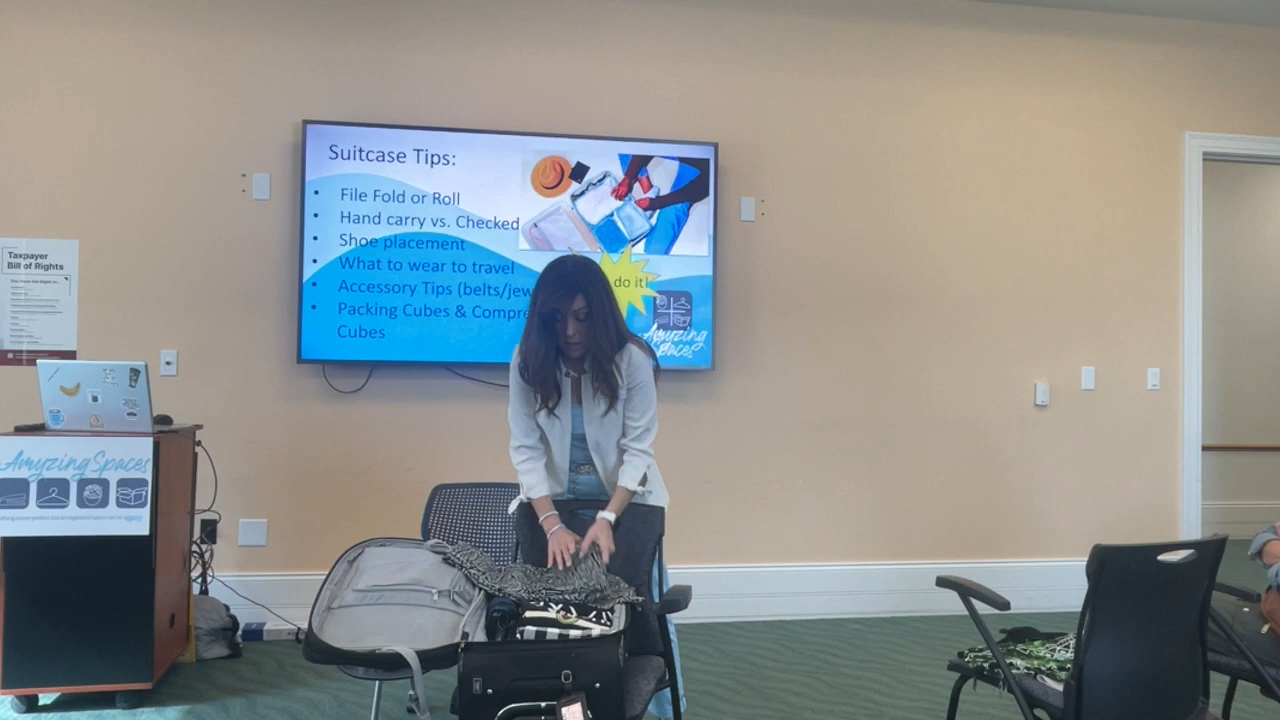 Suitcase Tips:
• File Fold or Roll
• Hand carry vs. Checked
• Shoe placement
• What to wear to travel
• Accessory Tips (belts/jew
• Packing Cubes & Compre
Cubes
do it!
Amyzing
Spaces
Taxpayer
Bill of Rights
Amyzing Spaces